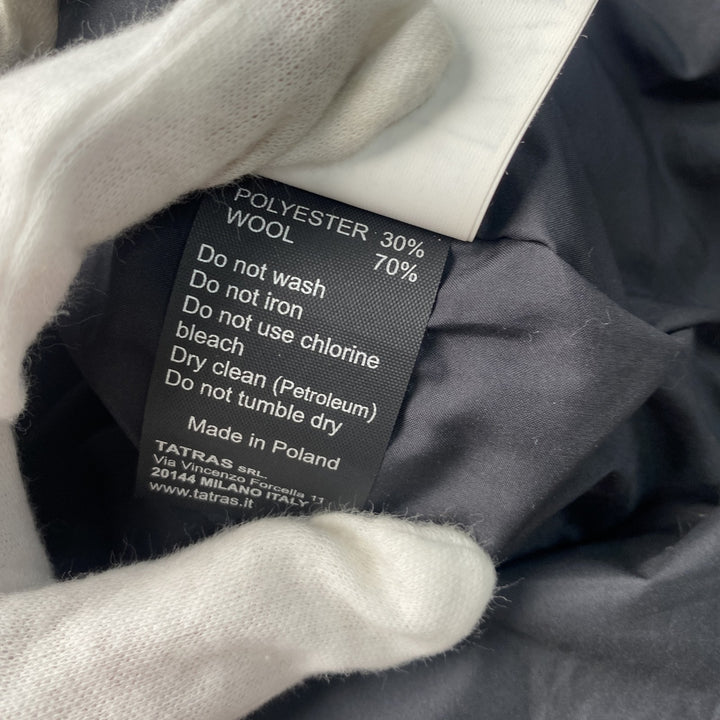 POLYESTER 30%
WOOL 70%
Do not wash
Do not iron
Do not use chlorine
bleach
Dry clean (Petroleum)
Do not tumble dry
Made in Poland
TATRAS SRL
Via Vincenzo Forcella 11
20144 MILANO ITALY
www.tatras.it